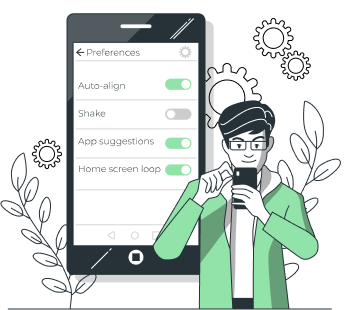 Preferences
Auto-align
Shake
App suggestions
Home screen loop